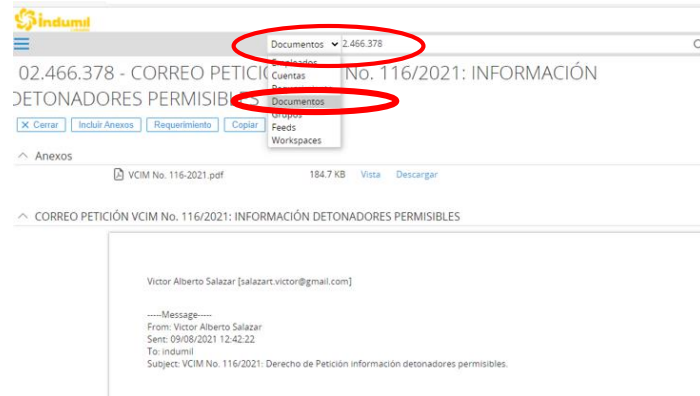 indumil
Documentos 2.466.378
02.466.378 - CORREO PETICI No. 116/2021: INFORMACIÓN
DETONADORES PERMISIBLES
Empleados
Cuentas
Documentos
Grupos
Feeds
Workspaces
X Cerrar Incluir Anexos Requerimiento Copiar
Anexos
VCIM No. 116-2021.pdf 184.7 KB Vista Descargar
CORREO PETICIÓN VCIM No. 116/2021: INFORMACIÓN DETONADORES PERMISIBLES
Victor Alberto Salazar [salazart.victor@gmail.com]
-----Message-----
From: Victor Alberto Salazar
Sent: 09/08/2021 12:42:22
To: indumil
Subject: VCIM No. 116/2021: Derecho de Petición información detonadores permisibles.